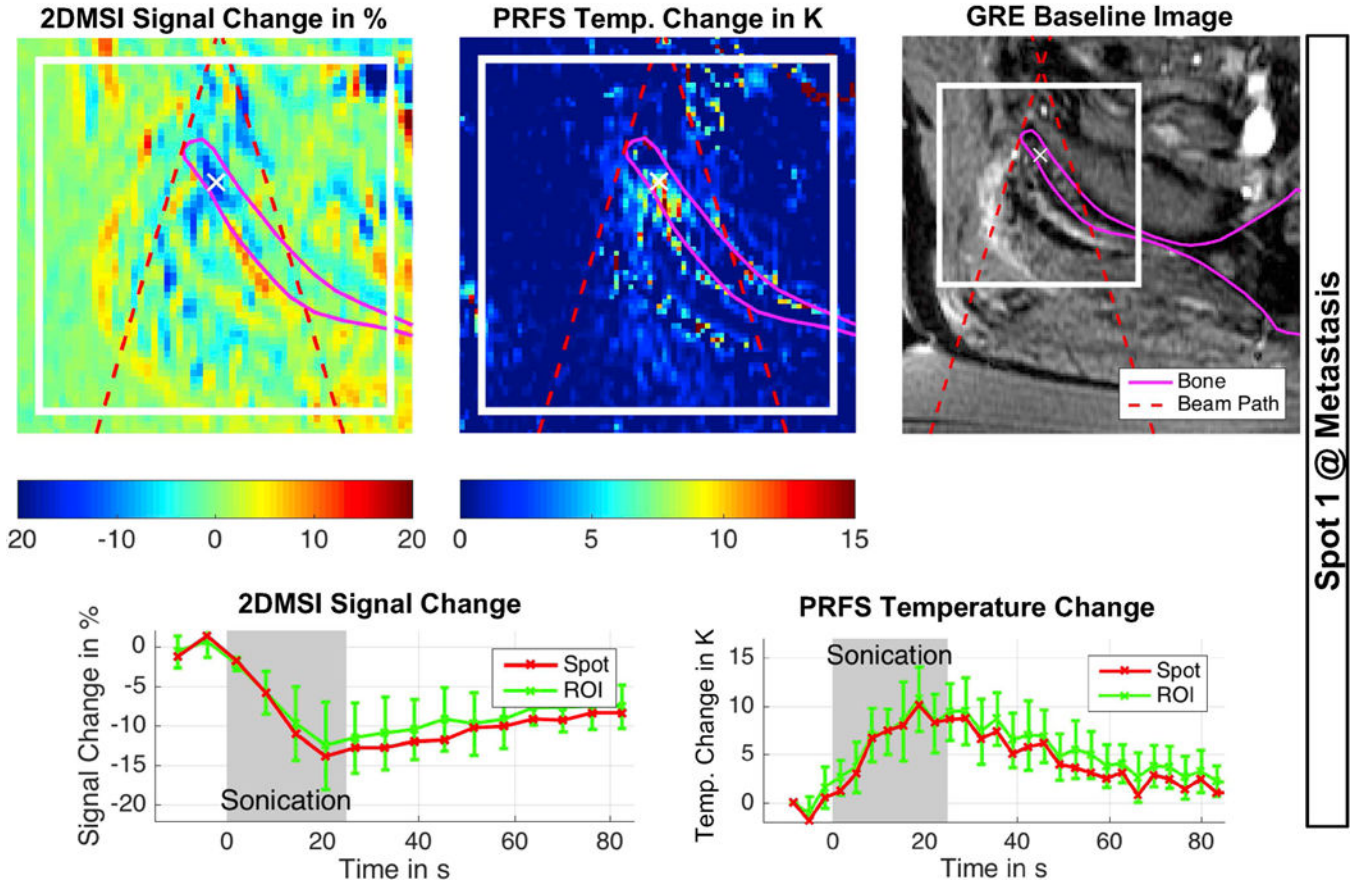 2DMSI Signal Change in %
PRFS Temp. Change in K
GRE Baseline Image
Bone
Beam Path
Spot 1 @ Metastasis
20 -10 0 10 20
0 5 10 15
2DMSI Signal Change
Signal Change in %
0
-5
-10
-15
-20
Sonication
Spot
ROI
0 20 40 60 80
Time in s
PRFS Temperature Change
Temp. Change in K
15
10
5
0
Sonication
Spot
ROI
0 20 40 60 80
Time in s